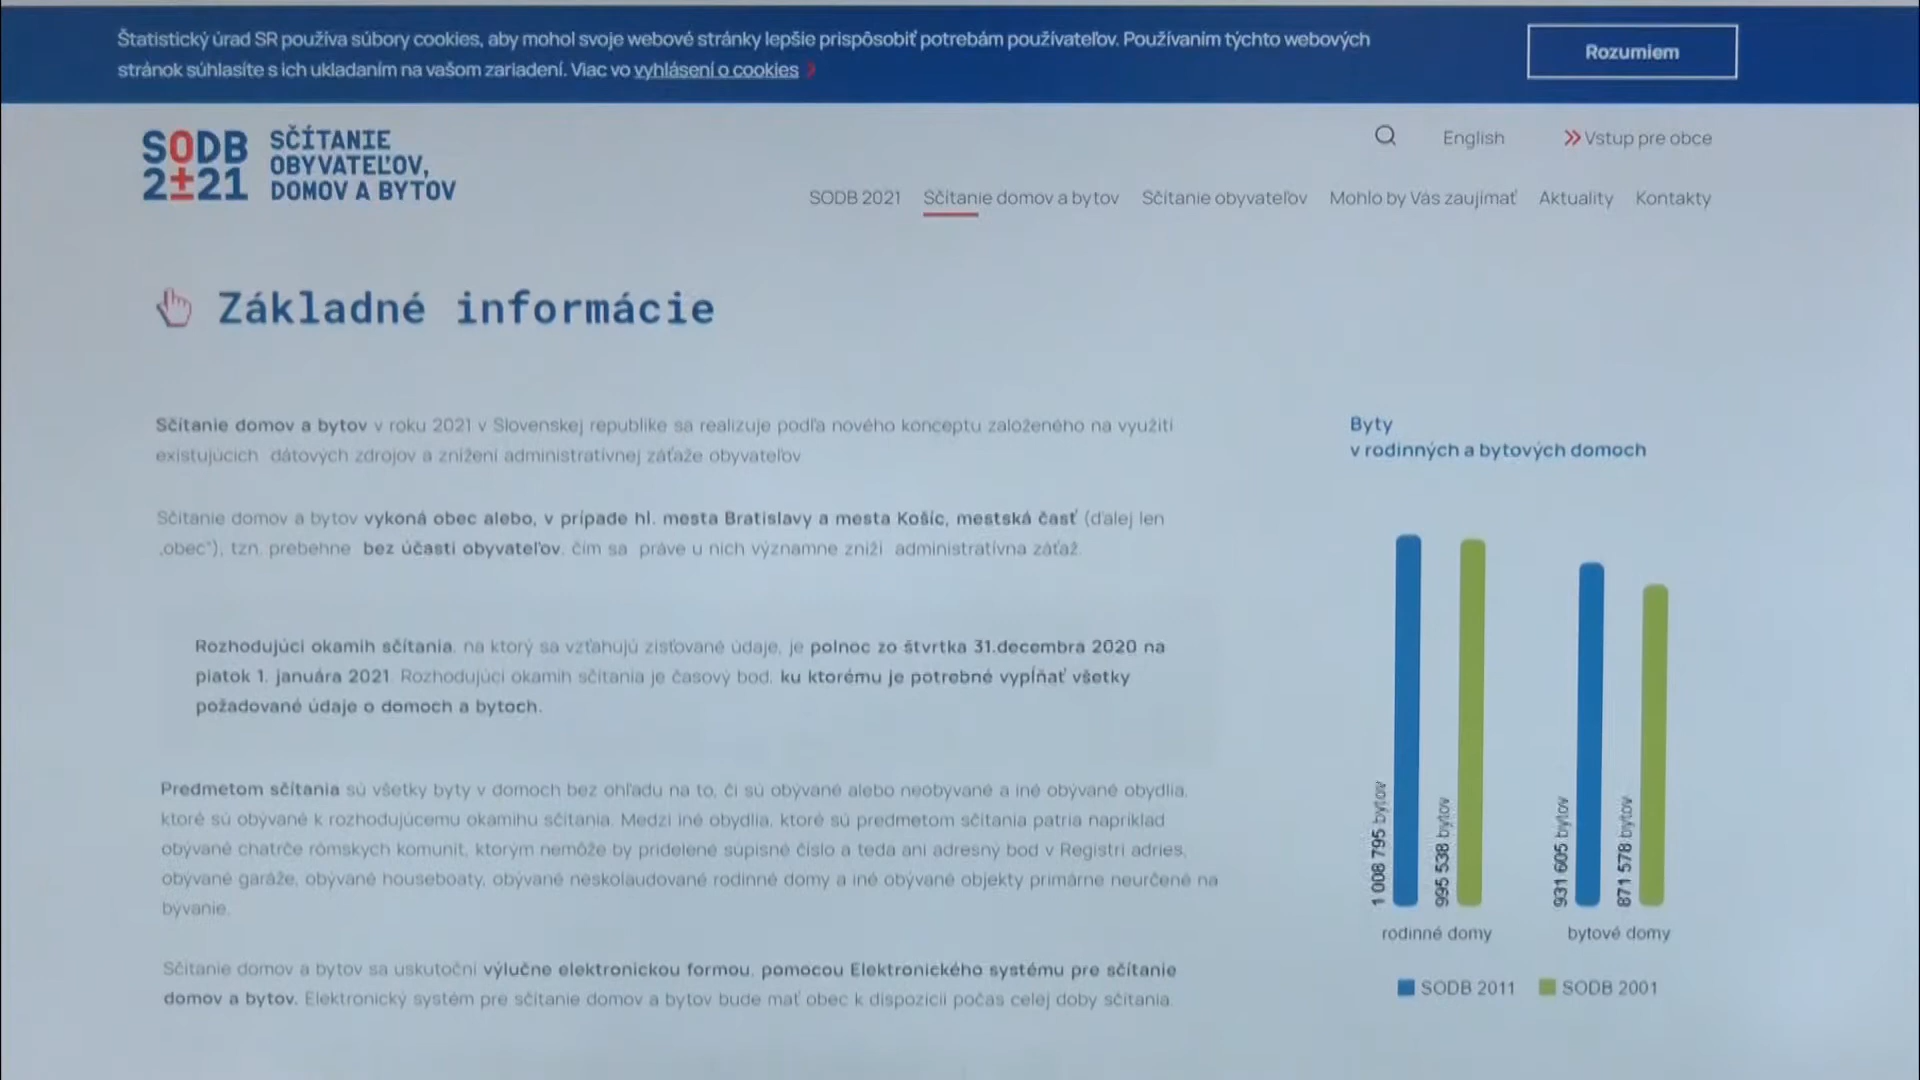 Štatistický úrad SR používa súbory cookies, aby mohol svoje webové stránky lepšie prispôsobiť potrebám používateľov. Používaním týchto webových
stránok súhlasíte s ich ukladaním na vašom zariadení. Viac vo vyhlásení o cookies
Rozumiem
SODB
2±21
SČÍTANIE
OBYVATEĽOV,
DOMOV A BYTOV
English
Vstup pre obce
SODB 2021 Sčítanie domov a bytov Sčítanie obyvateľov Mohlo by Vás zaujímať Aktuality Kontakty
Základné informácie
Sčítanie domov a bytov v roku 2021 v Slovenskej republike sa realizuje podľa nového konceptu založeného na využití
existujúcich dátových zdrojov a znížení administratívnej záťaže obyvateľov
Sčítanie domov a bytov vykoná obec alebo, v prípade hl. mesta Bratislavy a mesta Košíc, mestská časť (ďalej len
„obec“), tzn. prebehne bez účasti obyvateľov, čím sa práve u nich významne zníži administratívna záťaž.
Rozhodujúci okamih sčítania, na ktorý sa vzťahujú zisťované údaje, je polnoc zo štvrtka 31.decembra 2020 na
piatok 1. januára 2021. Rozhodujúci okamih sčítania je časový bod, ku ktorému je potrebné vypĺňať všetky
požadované údaje o domoch a bytoch.
Predmetom sčítania sú všetky byty v domoch bez ohľadu na to, či sú obývané alebo neobývané a iné obývané obydlia,
ktoré sú obývané k rozhodujúcemu okamihu sčítania. Medzi iné obydlia, ktoré sú predmetom sčítania patria napríklad
obývané chatrče rómskych komunít, ktorým nemôže by pridelené súpisné číslo a teda ani adresný bod v Registri adries,
obývané garáže, obývané houseboaty, obývané neskolaudované rodinné domy a iné obývané objekty primárne neurčené na
bývanie.
Sčítanie domov a bytov sa uskutoční výlučne elektronickou formou, pomocou Elektronického systému pre sčítanie
domov a bytov. Elektronický systém pre sčítanie domov a bytov bude mať obec k dispozícii počas celej doby sčítania.
Byty
v rodinných a bytových domoch
1 008 795 bytov
995 538 bytov
931 605 bytov
871 578 bytov
rodinné domy
bytové domy
SODB 2011
SODB 2001